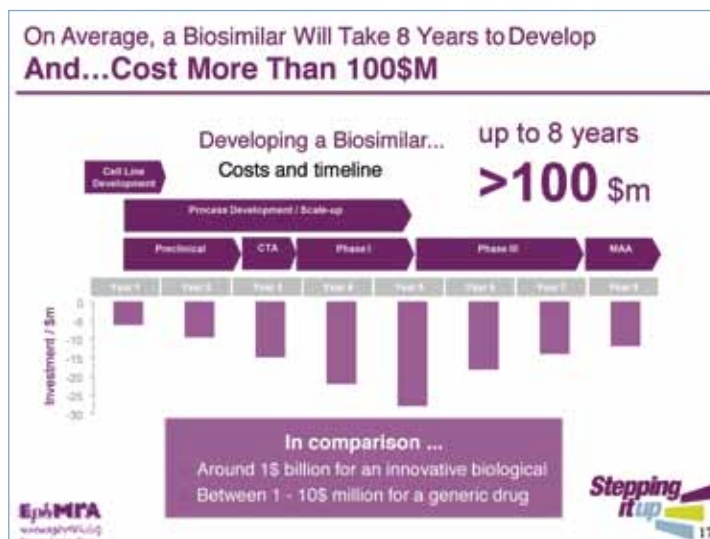 On Average, a Biosimilar Will Take 8 Years to Develop
And...Cost More Than 100$M
Developing a Biosimilar...
Costs and timeline
up to 8 years
>100 $m
Cell Line
Development
Process Development / Scale-up
Preclinical
CTA
Phase I
Phase III
MAA
Year 1
Year 2
Year 3
Year 4
Year 5
Year 6
Year 7
Year 8
Investment / $m
0
-5
-10
-15
-20
-25
-30
In comparison ...
Around 1$ billion for an innovative biological
Between 1 - 10$ million for a generic drug
EphMRA
Stepping
it up
17